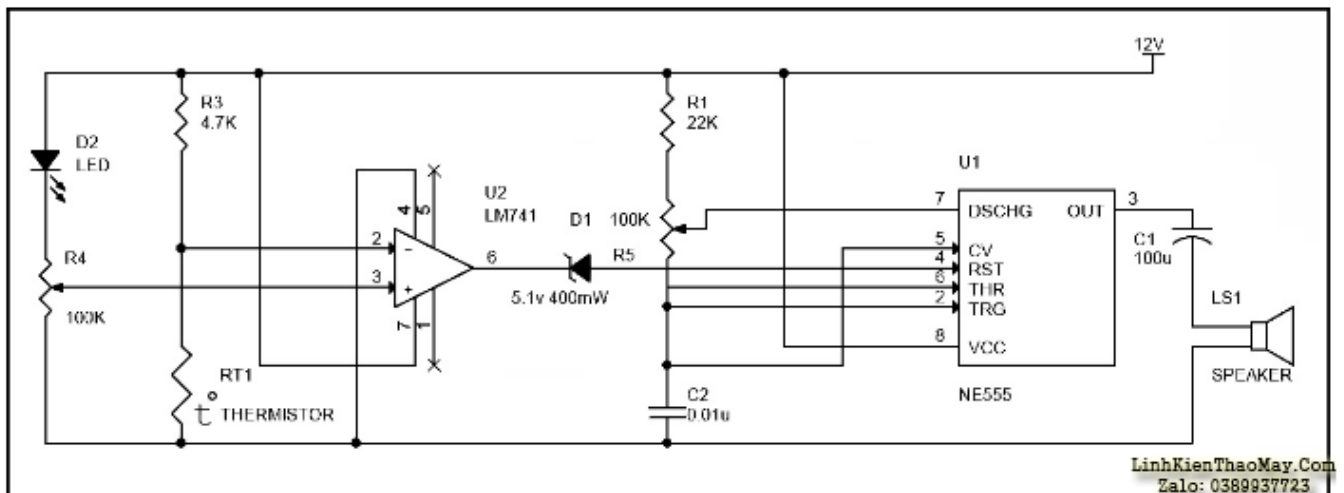 12V
R3
4.7K
R1
22K
D2
LED
U1
U2
LM741
4
5
7
DSCHG
OUT
3
D1
100K
2
5
CV
C1
100u
R4
6
R5
4
RST
3
6
THR
5.1v 400mW
2
TRG
LS1
100K
7
1
8
VCC
RT1
SPEAKER
t°
THERMISTOR
C2
0.01u
NE555
LinhKienThaoMay.Com
Zalo: 0389937723